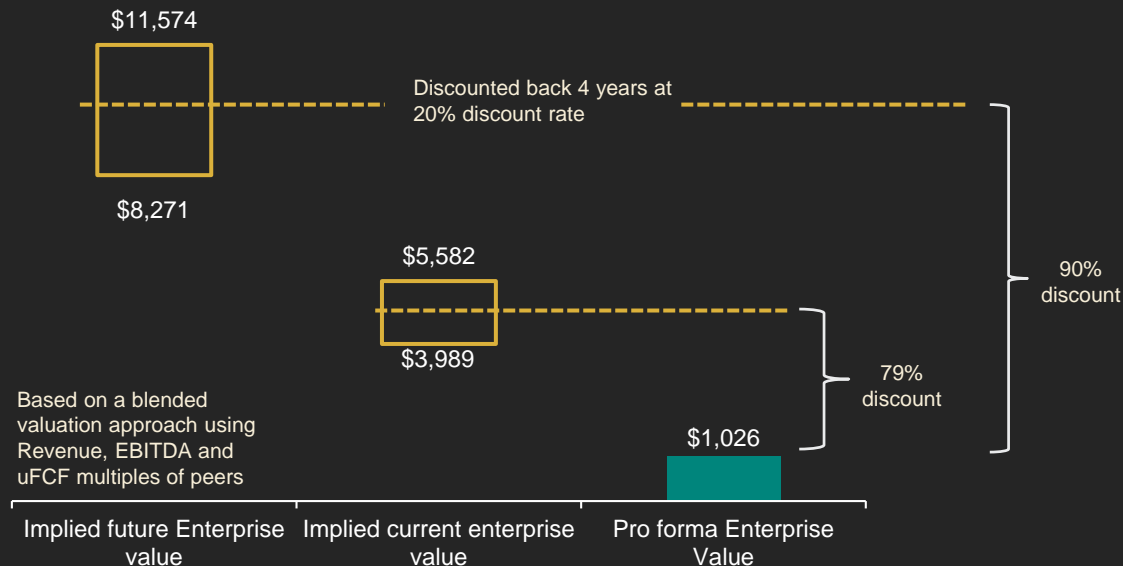 $11,574
Discounted back 4 years at
20% discount rate
$8,271
$5,582
$3,989
90%
discount
79%
discount
Based on a blended
valuation approach using
Revenue, EBITDA and
uFCF multiples of peers
$1,026
Implied future Enterprise
value
Implied current enterprise
value
Pro forma Enterprise
Value